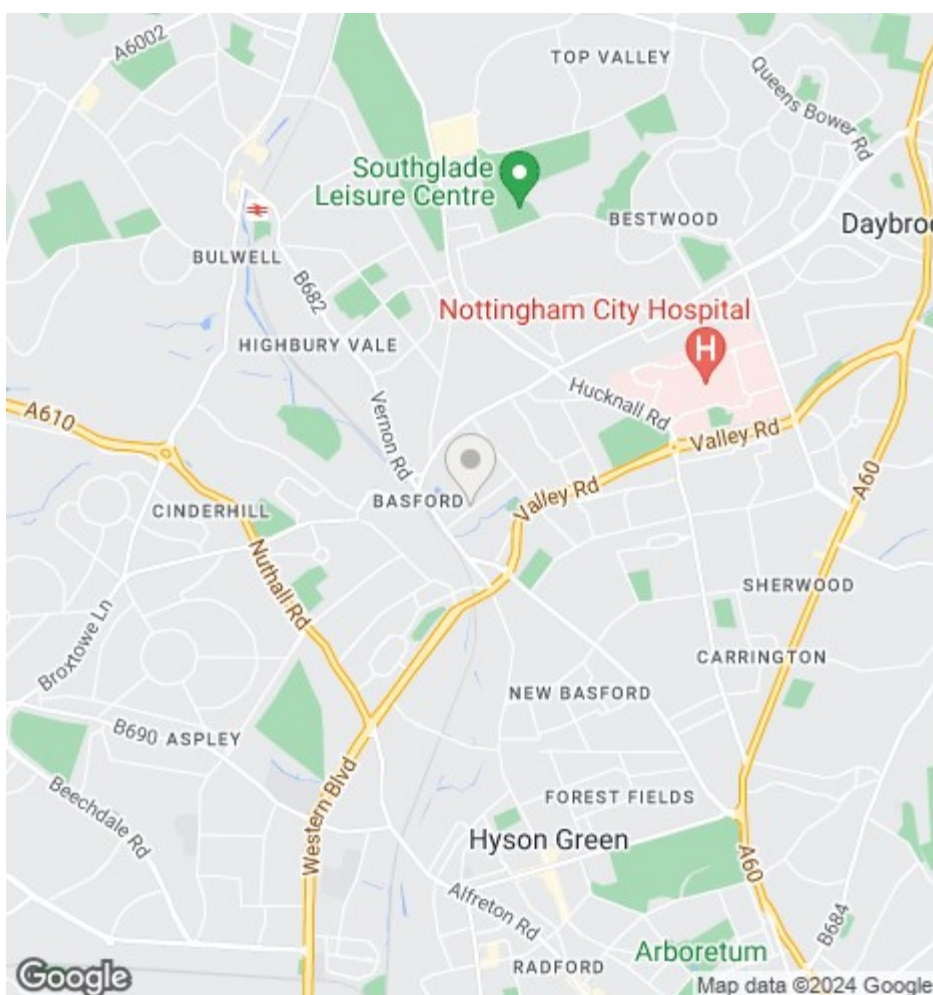 A6002
TOP VALLEY
Queens Bower Rd
Southglade
Leisure Centre
BESTWOOD
Daybroo
BULWELL
B682
Nottingham City Hospital
H
HIGHBURY VALE
Hucknall Rd
A610
Vernon Rd
Valley Rd
A60
BASFORD
Valley Rd
CINDERHILL
Nuthall Rd
SHERWOOD
Broxtowe Ln
CARRINGTON
NEW BASFORD
B690
ASPLEY
Western Blvd
Beechdale Rd
FOREST FIELDS
Hyson Green
A60
Alfreton Rd
B684
Arboretum
RADFORD
Google
Map data ©2024 Google